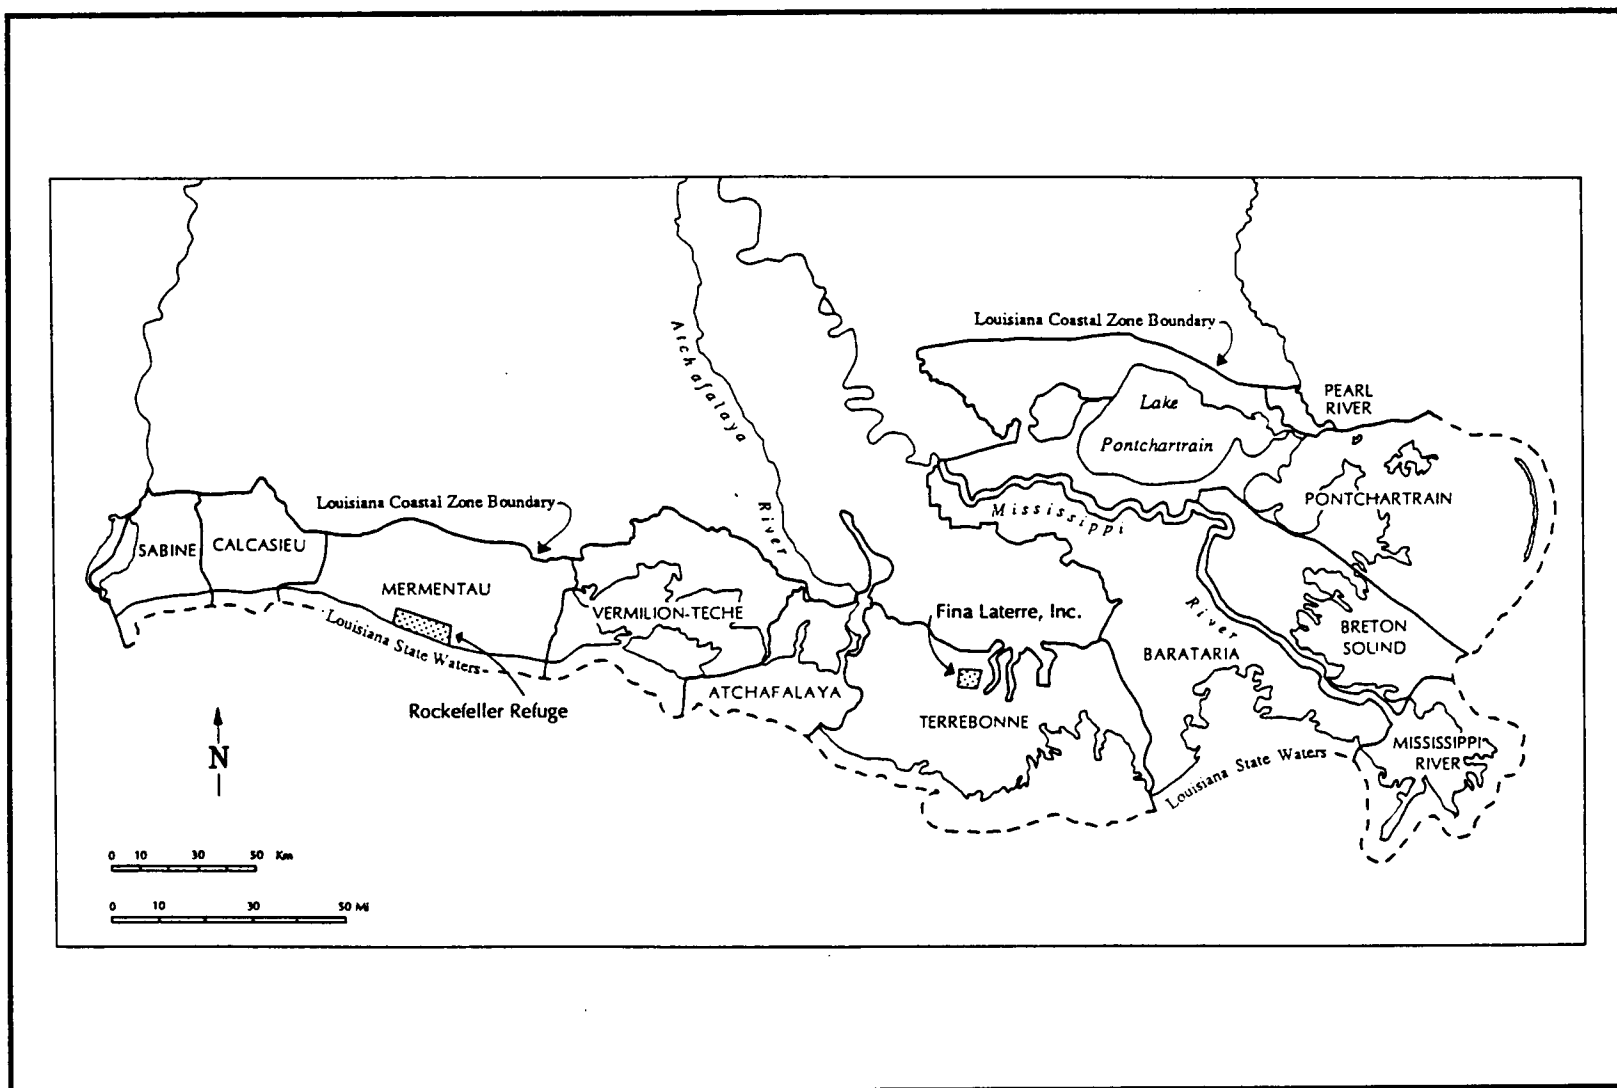 Louisiana Coastal Zone Boundary
Atchafalaya
River
Lake
Pontchartrain
PEARL
RIVER
Louisiana Coastal Zone Boundary
PONTCHARTRAIN
Mississippi
River
SABINE
CALCASIEU
MERMENTAU
VERMILION-TECHE
Fina Laterre, Inc.
BRETON
SOUND
BARATARIA
Louisiana State Waters
ATCHAFALAYA
Rockefeller Refuge
TERREBONNE
MISSISSIPPI
RIVER
Louisiana State Waters
N
0 10 30 50 Km
0 10 30 50 Mi